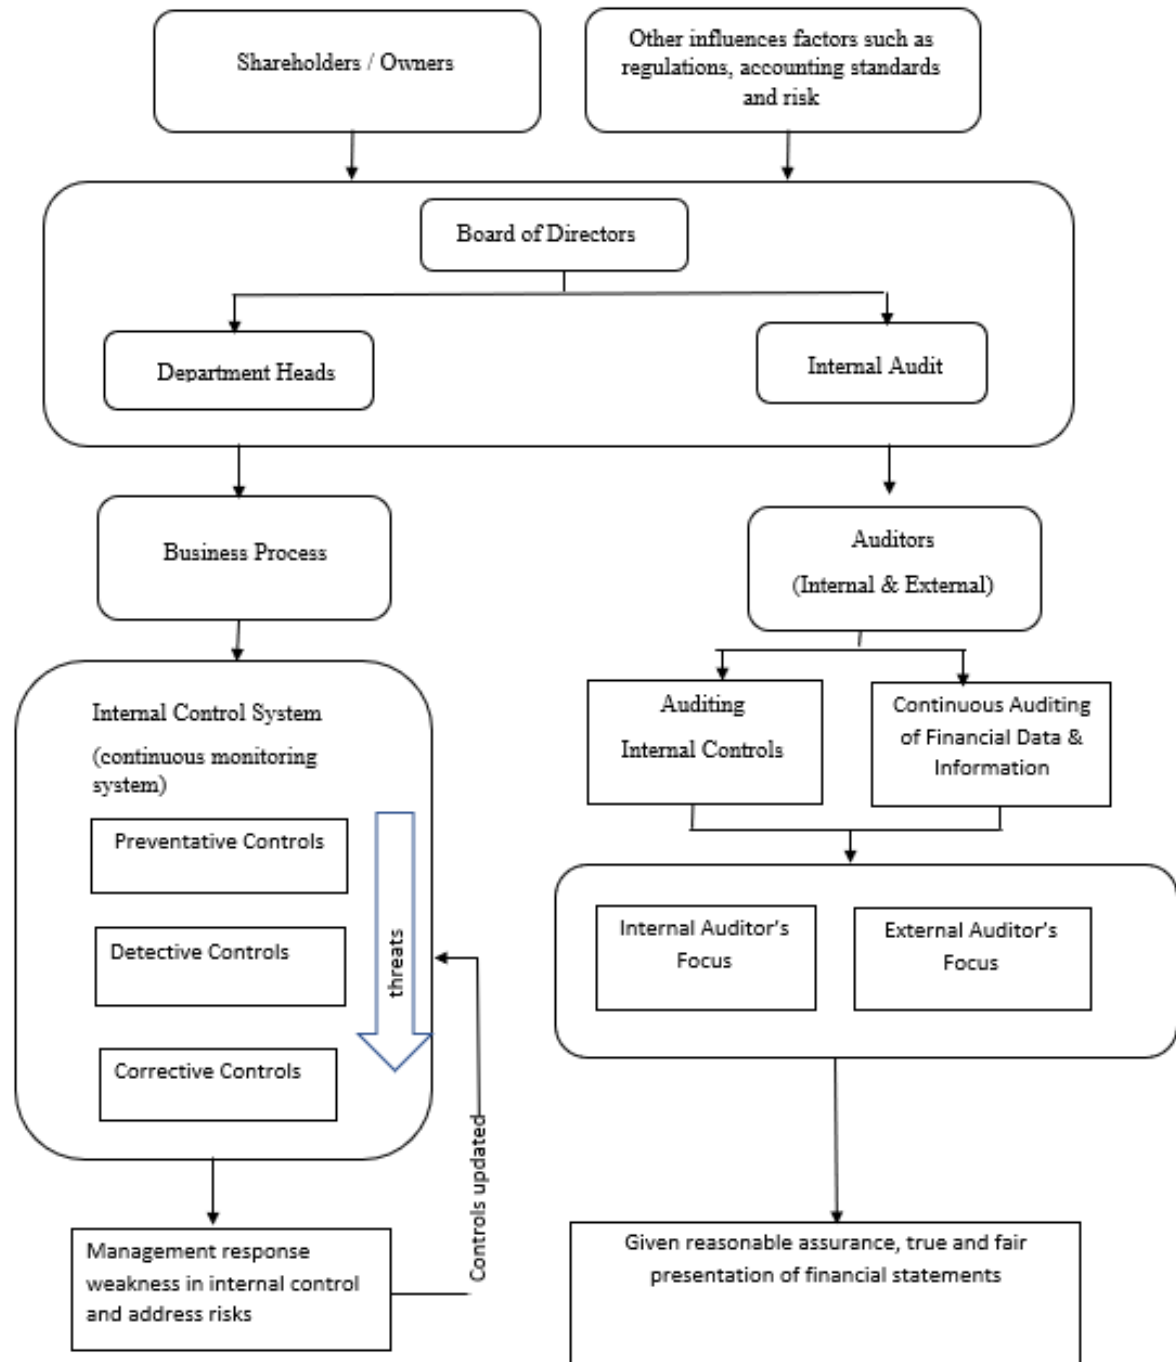 Shareholders / Owners
Other influences factors such as
regulations, accounting standards
and risk
Board of Directors
Department Heads
Internal Audit
Business Process
Auditors
(Internal & External)
Internal Control System
(continuous monitoring
system)
Preventative Controls
Detective Controls
Corrective Controls
threats
Controls updated
Management response
weakness in internal control
and address risks
Auditing
Internal Controls
Continuous Auditing
of Financial Data &
Information
Internal Auditor's
Focus
External Auditor's
Focus
Given reasonable assurance, true and fair
presentation of financial statements